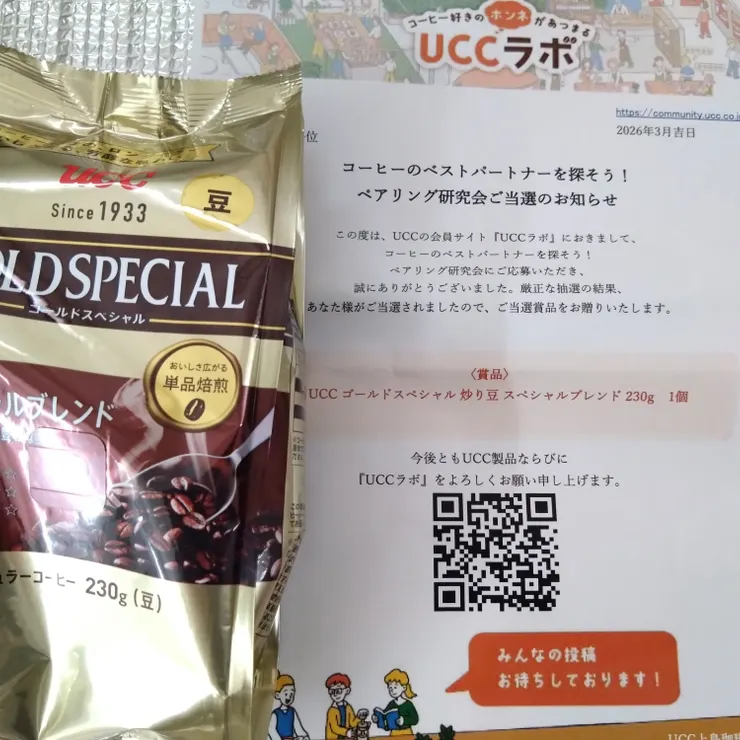 コーヒー好きの ホンネ があつまる
UCCラボ
https://community.ucc.co.j
2026年3月吉日
位
コーヒーのベストパートナーを探そう！
ペアリング研究会ご当選のお知らせ
この度は、UCCの会員サイト『UCCラボ』におきまして、
コーヒーのベストパートナーを探そう！
ペアリング研究会にご応募いただき、
誠にありがとうございました。厳正な抽選の結果、
あなた様がご当選されましたので、ご当選賞品をお贈りいたします。
〈賞品〉
UCC ゴールドスペシャル 炒り豆 スペシャルブレンド 230g 1個
今後ともUCC製品ならびに
『UCCラボ』をよろしくお願い申し上げます。
みんなの投稿
お待ちしております！
UCC上島珈琲
UCC
豆
Since 1933
OLD SPECIAL
ゴールドスペシャル
おいしさ広がる
単品焙煎
ルブレンド
☆
☆
☆
ュラーコーヒー 230g (豆)